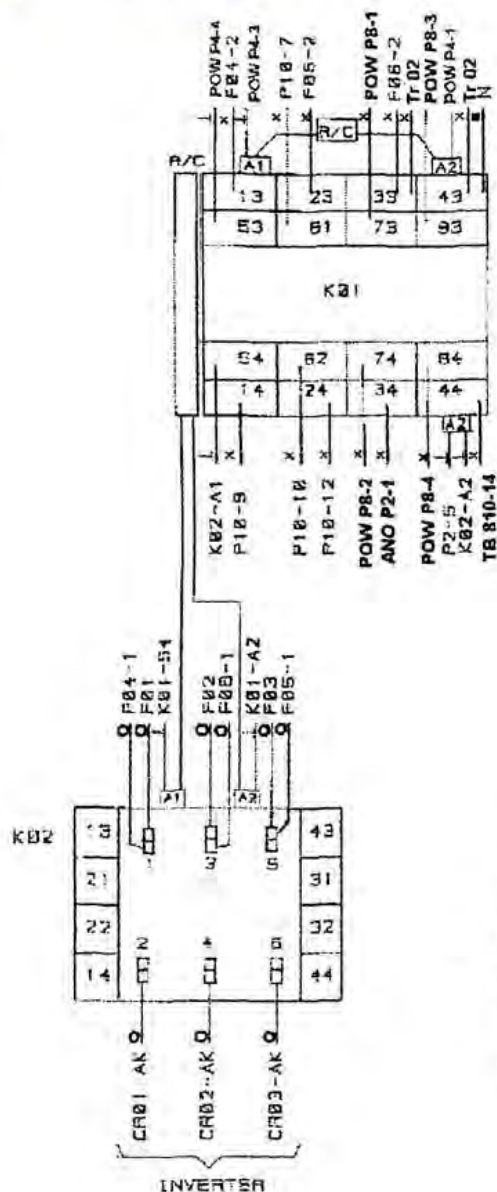 POW P4-4
F04-2
POW P4-3
P10-7
F05-2
POW P8-1
F06-2
Tr 02
POW P8-3
POW P4-1
Tr 02
N
R/C
R/C
A1
A2
13
23
33
43
53
61
73
93
K01
54
62
74
84
14
24
34
44
A2
K02-A1
P10-9
P10-10
P10-12
POW P8-2
ANO P2-1
POW P8-4
P2-5
K02-A2
TB 810-14
F04-1
F01
K01-54
F02
F06-1
K01-A2
F03
F05-1
K02
A1
A2
13
43
1
3
5
21
31
22
32
2
4
6
14
44
CR01-AK
CR02-AK
CR03-AK
INVERTER